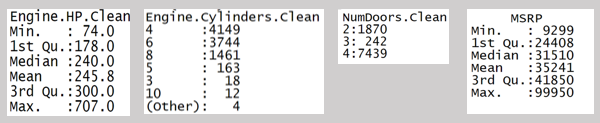 Engine.HP.Clean
Min.   : 74.0
1st Qu.:178.0
Median :240.0
Mean   :245.8
3rd Qu.:300.0
Max.   :707.0
Engine.Cylinders.Clean
4      :4149
6      :3744
8      :1461
5      : 163
3      :  18
10     :  12
(Other):   4
NumDoors.Clean
2:1870
3: 242
4:7439
MSRP
Min.   : 9299
1st Qu.:24408
Median :31510
Mean   :35241
3rd Qu.:41850
Max.   :99950